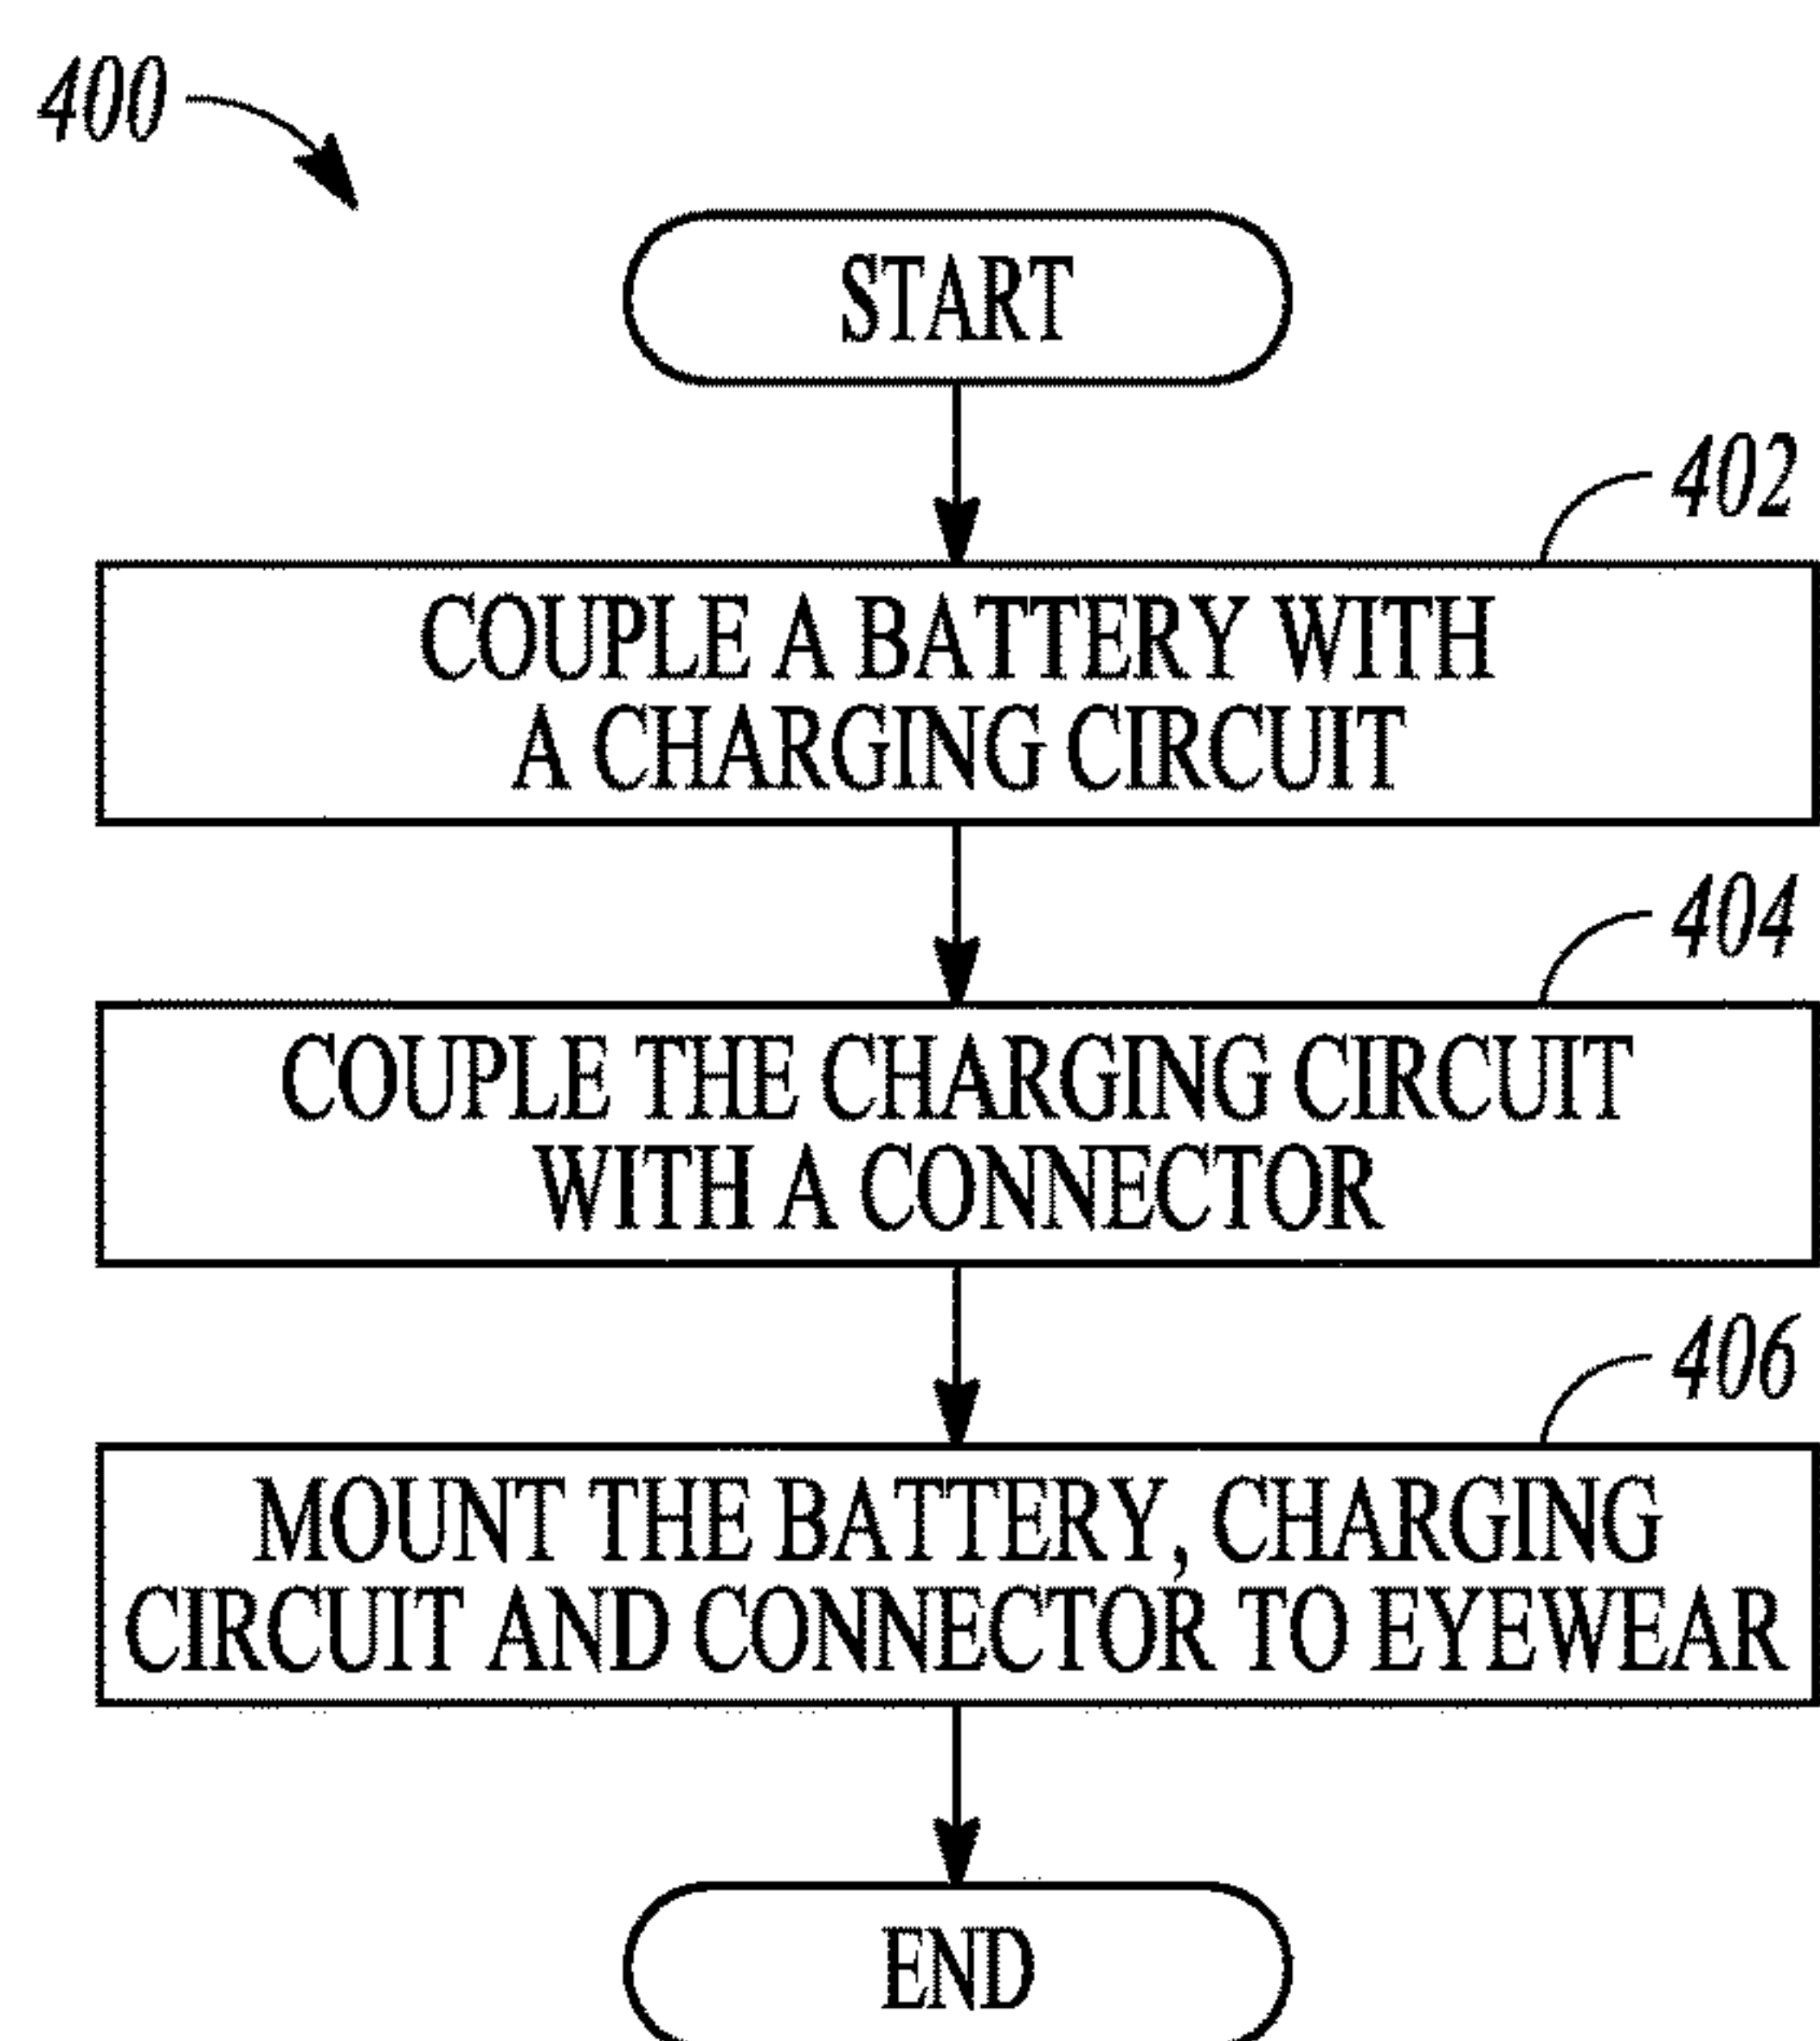 400
START
402
COUPLE A BATTERY WITH
A CHARGING CIRCUIT
404
COUPLE THE CHARGING CIRCUIT
WITH A CONNECTOR
406
MOUNT THE BATTERY, CHARGING
CIRCUIT AND CONNECTOR TO EYEWEAR
END